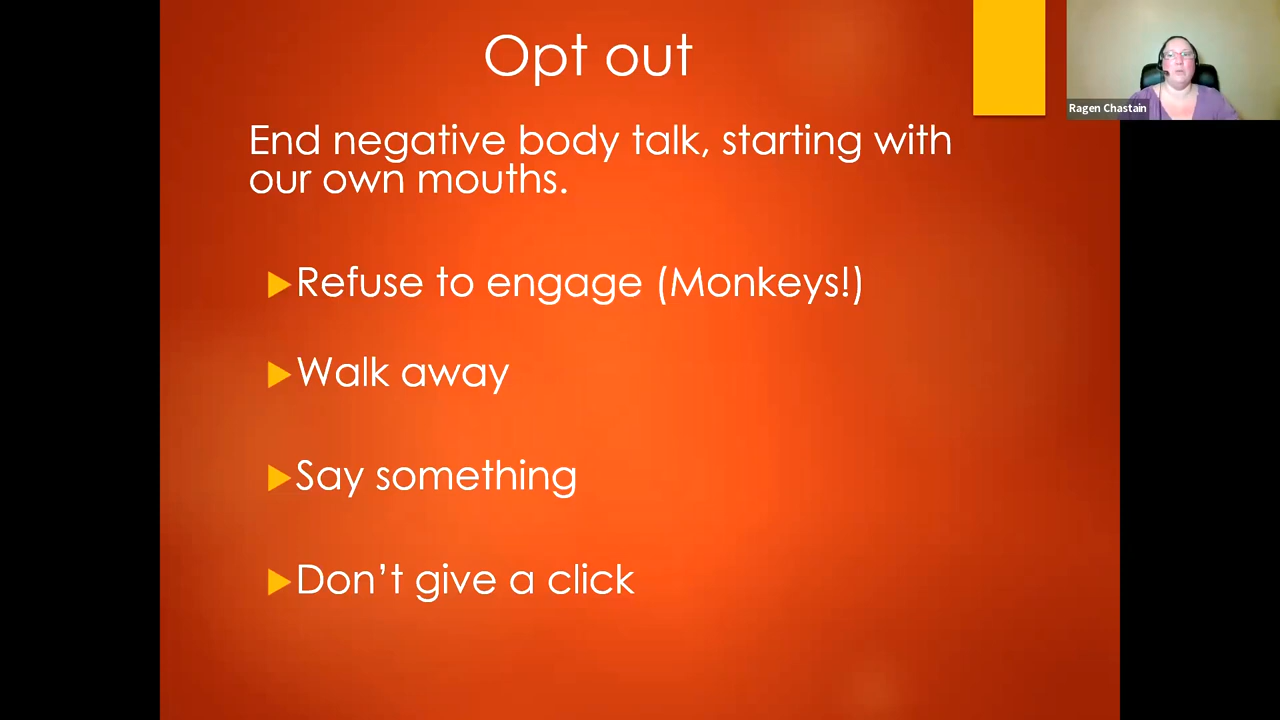 Opt out
Ragen Chastain
End negative body talk, starting with
our own mouths.
Refuse to engage (Monkeys!)
Walk away
Say something
Don’t give a click